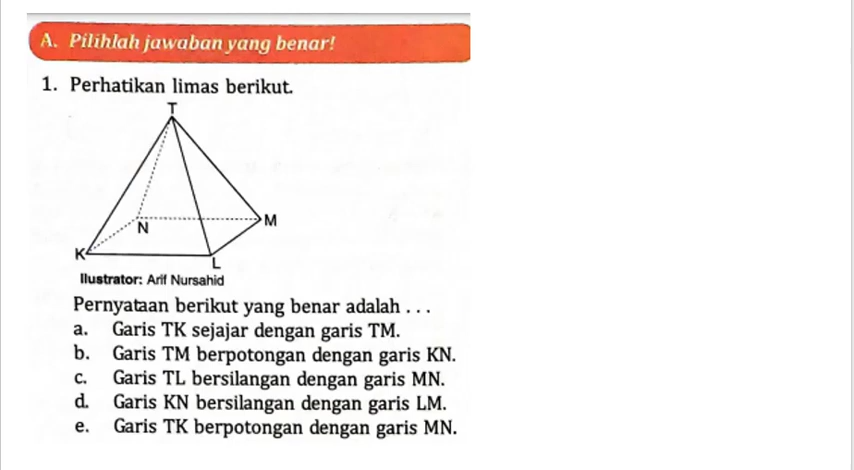 A. Pilihlah jawaban yang benar!
1. Perhatikan limas berikut.
T
N
M
K
L
Ilustrator: Arif Nursahid
Pernyataan berikut yang benar adalah . . .
a. Garis TK sejajar dengan garis TM.
b. Garis TM berpotongan dengan garis KN.
c. Garis TL bersilangan dengan garis MN.
d. Garis KN bersilangan dengan garis LM.
e. Garis TK berpotongan dengan garis MN.